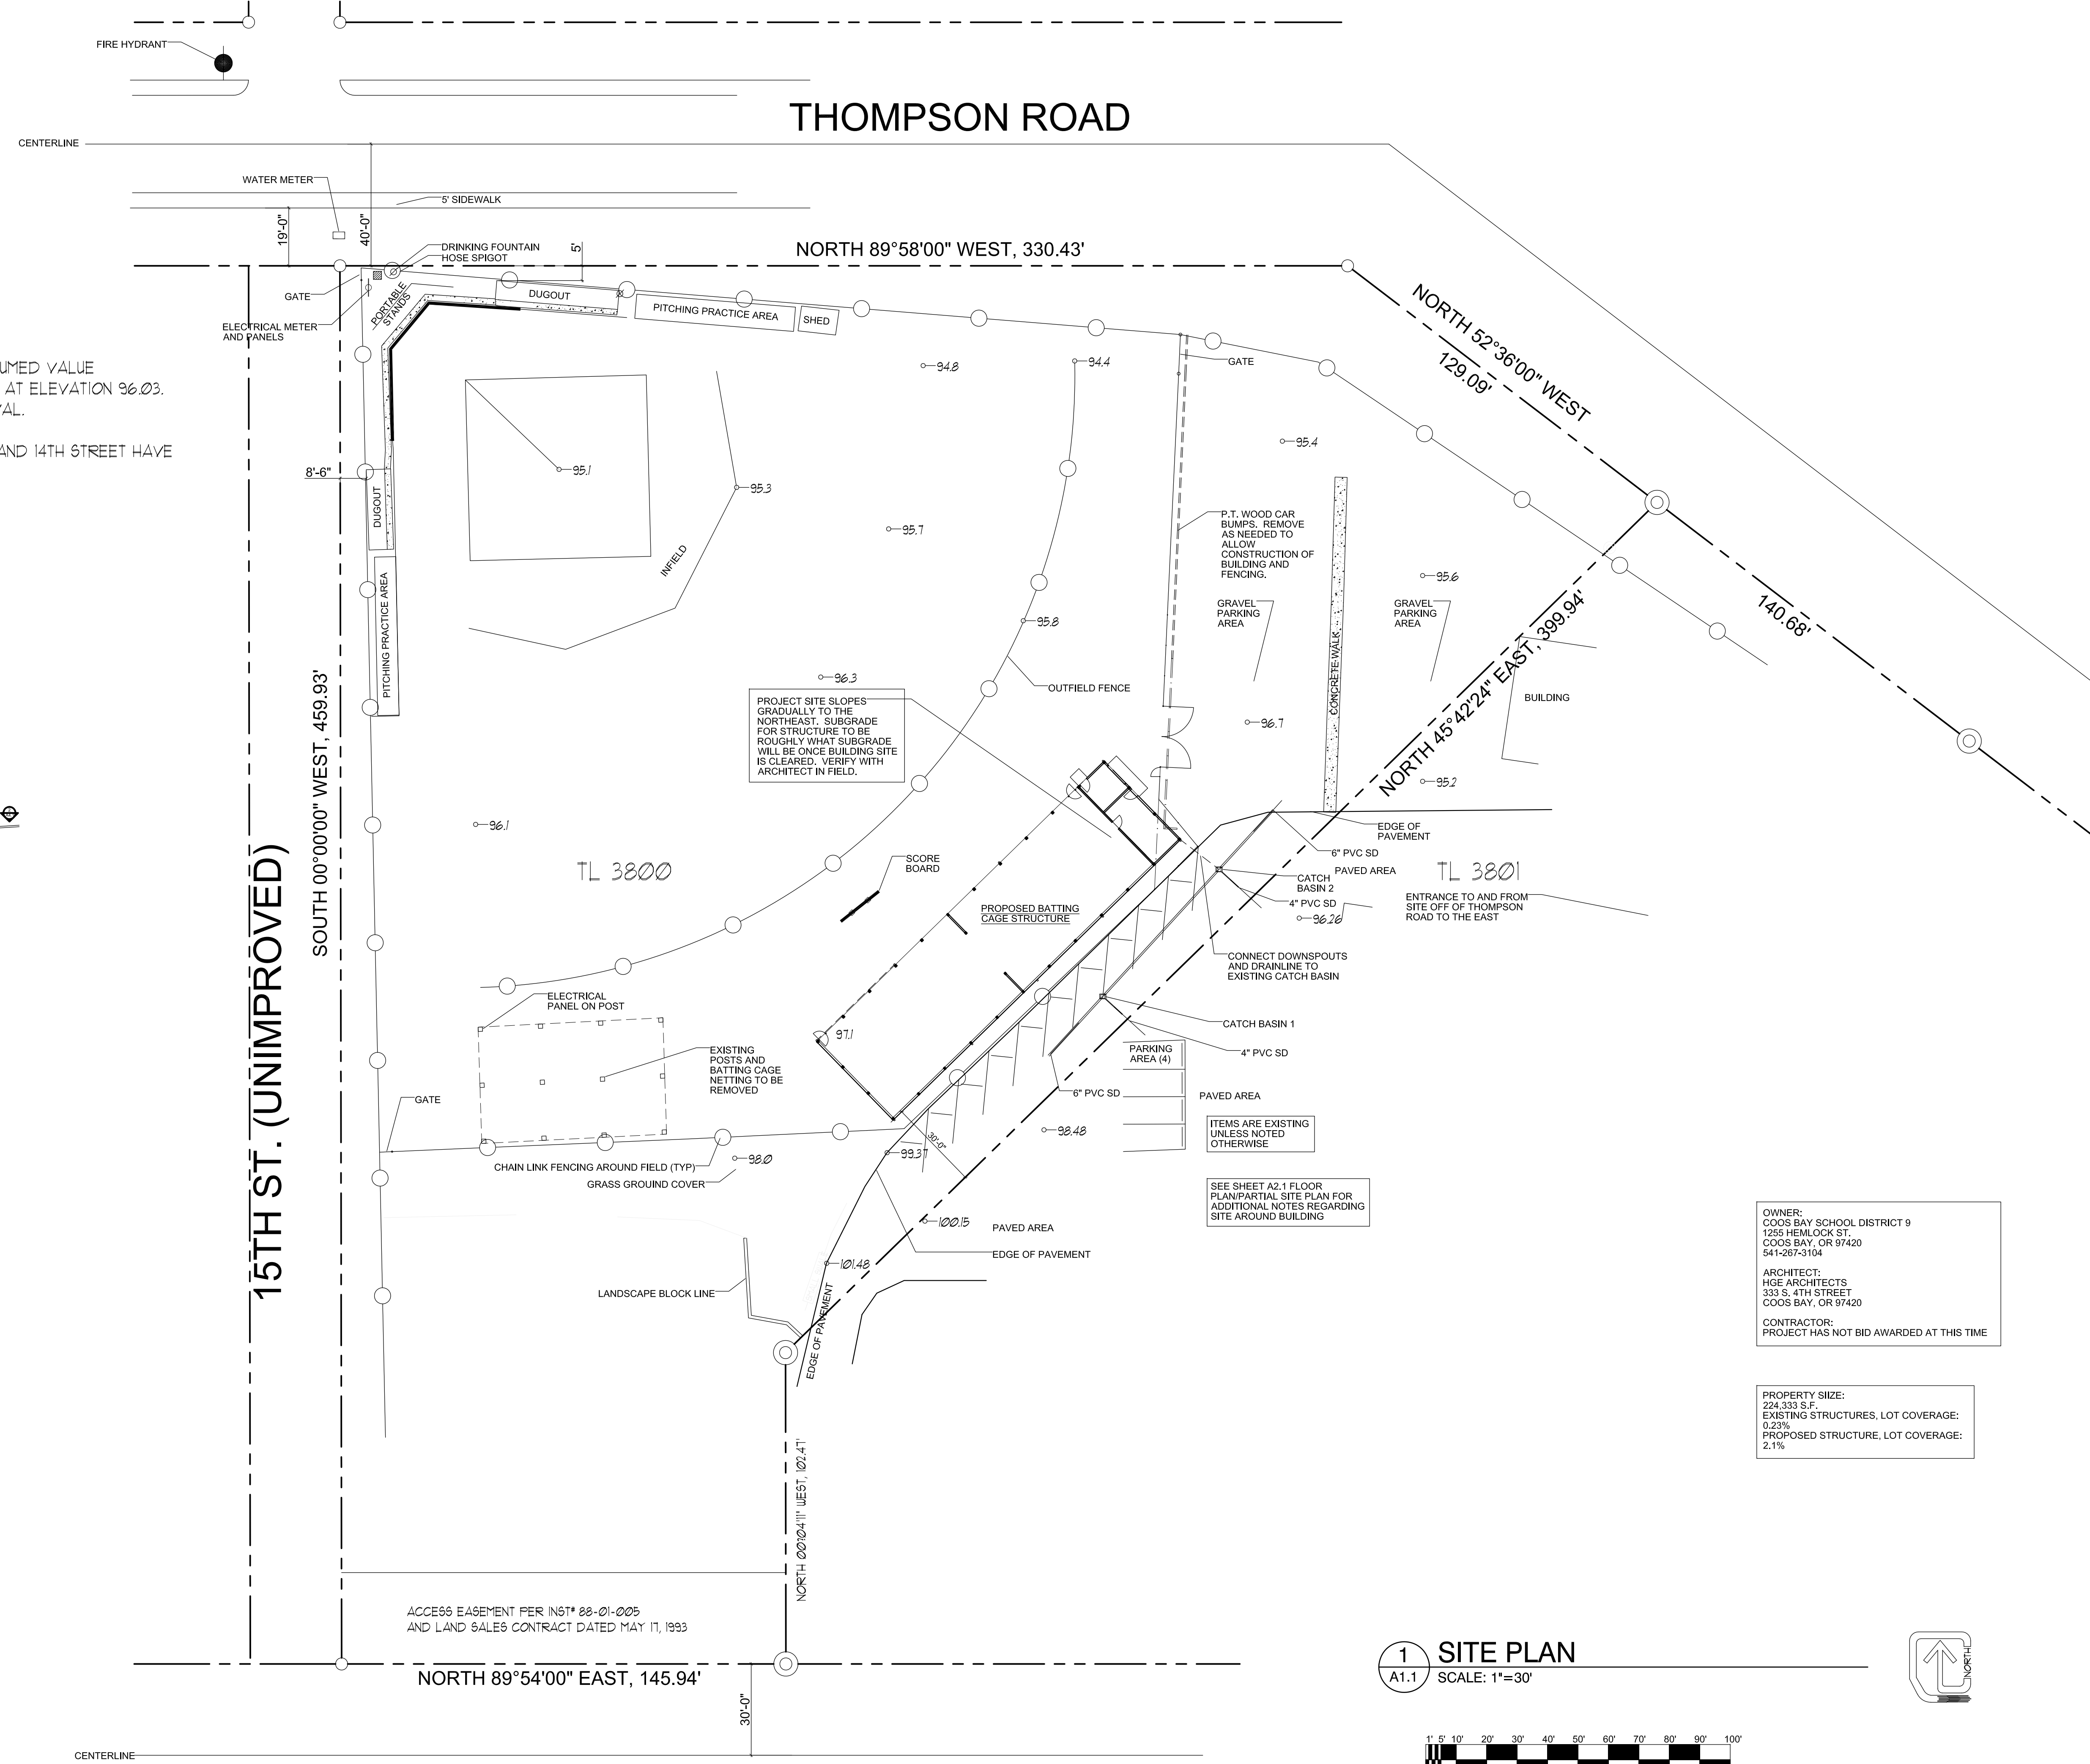 FIRE HYDRANT
THOMPSON ROAD
CENTERLINE
WATER METER
5' SIDEWALK
19'-0"
40'-0"
DRINKING FOUNTAIN
HOSE SPIGOT
5'
NORTH 89°58'00" WEST, 330.43'
GATE
PORTABLE
STANDS
DUGOUT
PITCHING PRACTICE AREA
SHED
ELECTRICAL METER
AND PANELS
NORTH 52°36'00" WEST
129.09'
UMED VALUE
AT ELEVATION 96.03.
AL.
AND 14TH STREET HAVE
94.8
94.4
GATE
95.4
8'-6"
95.1
95.3
DUGOUT
95.7
INFIELD
P.T. WOOD CAR
BUMPS. REMOVE
AS NEEDED TO
ALLOW
CONSTRUCTION OF
BUILDING AND
FENCING.
95.6
PITCHING PRACTICE AREA
GRAVEL
PARKING
AREA
GRAVEL
PARKING
AREA
140.68'
95.8
CONCRETE WALK
NORTH 45°42'24" EAST, 399.94'
SOUTH 00°00'00" WEST, 459.93'
96.3
OUTFIELD FENCE
BUILDING
PROJECT SITE SLOPES
GRADUALLY TO THE
NORTHEAST. SUBGRADE
FOR STRUCTURE TO BE
ROUGHLY WHAT SUBGRADE
WILL BE ONCE BUILDING SITE
IS CLEARED. VERIFY WITH
ARCHITECT IN FIELD.
96.7
95.2
96.1
EDGE OF
PAVEMENT
6" PVC SD
TL 3800
SCORE
BOARD
PAVED AREA
TL 3801
CATCH
BASIN 2
4" PVC SD
ENTRANCE TO AND FROM
SITE OFF OF THOMPSON
ROAD TO THE EAST
PROPOSED BATTING
CAGE STRUCTURE
96.26
15TH ST. (UNIMPROVED)
CONNECT DOWNSPOUTS
AND DRAINLINE TO
EXISTING CATCH BASIN
ELECTRICAL
PANEL ON POST
97.1
CATCH BASIN 1
EXISTING
POSTS AND
BATTING CAGE
NETTING TO BE
REMOVED
PARKING
AREA (4)
4" PVC SD
GATE
6" PVC SD
PAVED AREA
98.48
ITEMS ARE EXISTING
UNLESS NOTED
OTHERWISE
30'-0"
99.37
98.0
CHAIN LINK FENCING AROUND FIELD (TYP)
GRASS GROUND COVER
SEE SHEET A2.1 FLOOR
PLAN/PARTIAL SITE PLAN FOR
ADDITIONAL NOTES REGARDING
SITE AROUND BUILDING
100.15
PAVED AREA
EDGE OF PAVEMENT
101.48
LANDSCAPE BLOCK LINE
EDGE OF PAVEMENT
OWNER:
COOS BAY SCHOOL DISTRICT 9
1255 HEMLOCK ST.
COOS BAY, OR 97420
541-267-3104
ARCHITECT:
HGE ARCHITECTS
333 S. 4TH STREET
COOS BAY, OR 97420
CONTRACTOR:
PROJECT HAS NOT BID AWARDED AT THIS TIME
PROPERTY SIIZE:
224,333 S.F.
EXISTING STRUCTURES, LOT COVERAGE:
0.23%
PROPOSED STRUCTURE, LOT COVERAGE:
2.1%
NORTH 00?04'11" WEST, 102.47'
ACCESS EASEMENT PER INST# 88-01-005
AND LAND SALES CONTRACT DATED MAY 17, 1993
NORTH 89°54'00" EAST, 145.94'
30'-0"
CENTERLINE
1
A1.1
SITE PLAN
SCALE: 1"=30'
NORTH
1' 5' 10' 20' 30' 40' 50' 60' 70' 80' 90' 100'